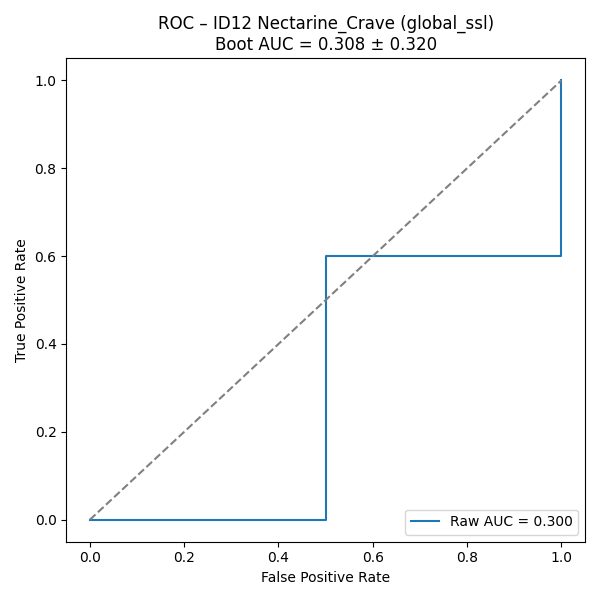 ROC – ID12 Nectarine_Crave (global_ssl)
Boot AUC = 0.308 ± 0.320
1.0
0.8
0.6
0.4
0.2
0.0
True Positive Rate
Raw AUC = 0.300
0.0 0.2 0.4 0.6 0.8 1.0
False Positive Rate